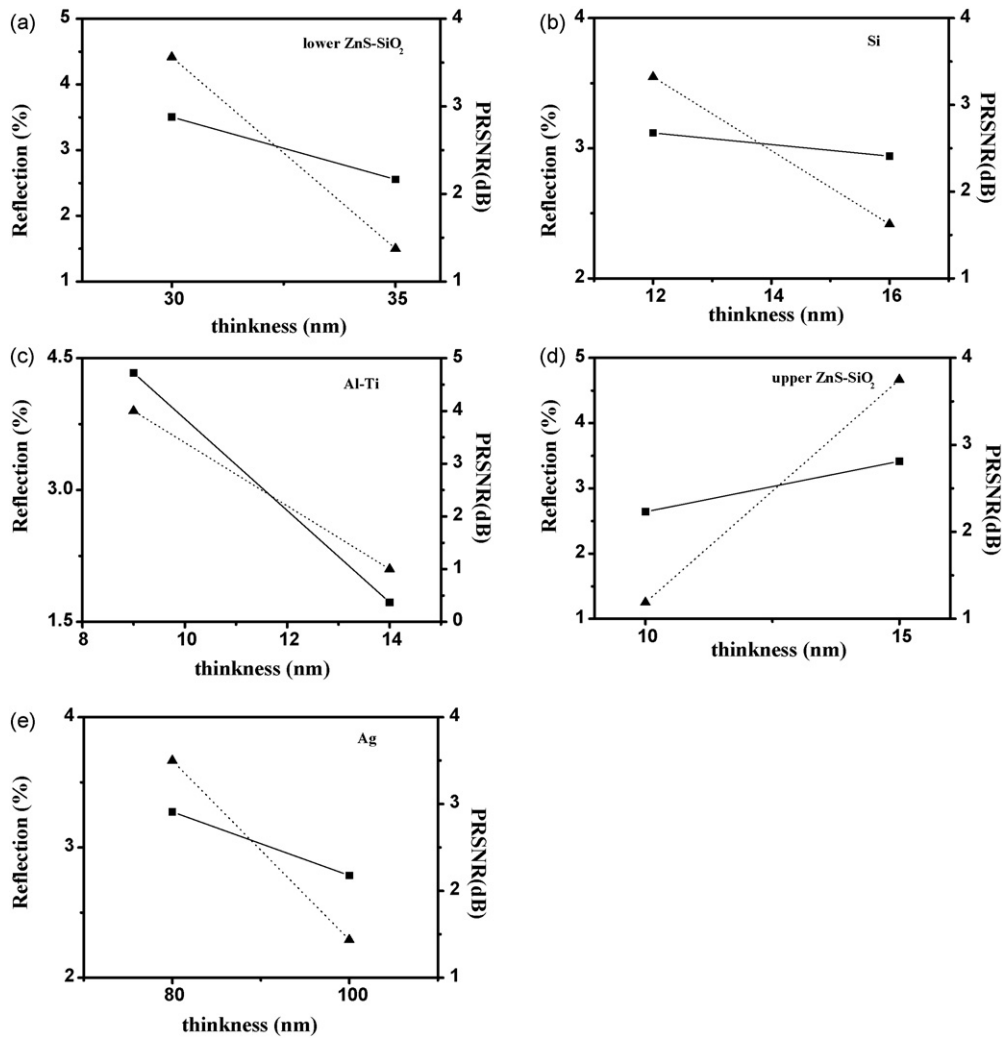 (a)
lower ZnS-SiO2
Reflection (%)
5
4
3
2
1
PRSNR(dB)
4
3
2
1
30
35
thinkness (nm)
(b)
Si
Reflection (%)
4
3
2
PRSNR(dB)
4
3
2
1
12
14
16
thinkness (nm)
(c)
Al-Ti
Reflection (%)
4.5
3.0
1.5
PRSNR(dB)
5
4
3
2
1
0
8
10
12
14
thinkness (nm)
(d)
upper ZnS-SiO2
Reflection (%)
5
4
3
2
1
PRSNR(dB)
4
3
2
1
10
15
thinkness (nm)
(e)
Ag
Reflection (%)
4
3
2
PRSNR(dB)
4
3
2
1
80
100
thinkness (nm)